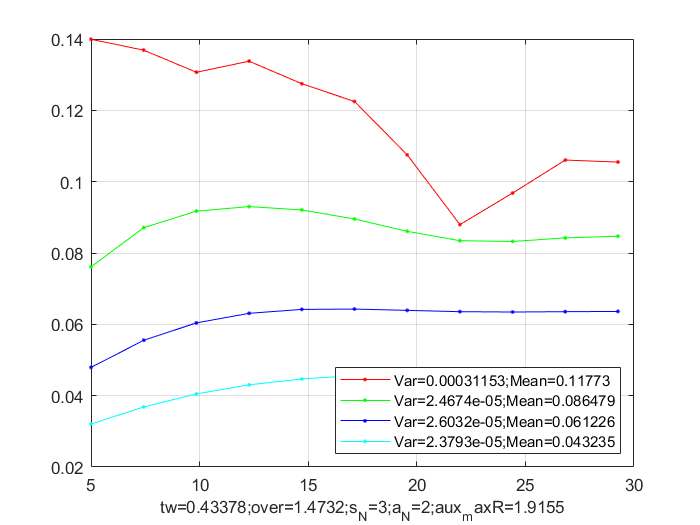 0.14
0.12
0.1
0.08
0.06
0.04
0.02
5
10
15
20
25
30
Var=0.00031153;Mean=0.11773
Var=2.4674e-05;Mean=0.086479
Var=2.6032e-05;Mean=0.061226
Var=2.3793e-05;Mean=0.043235
tw=0.43378;over=1.4732;s_N=3;a_N=2;aux_maxR=1.9155